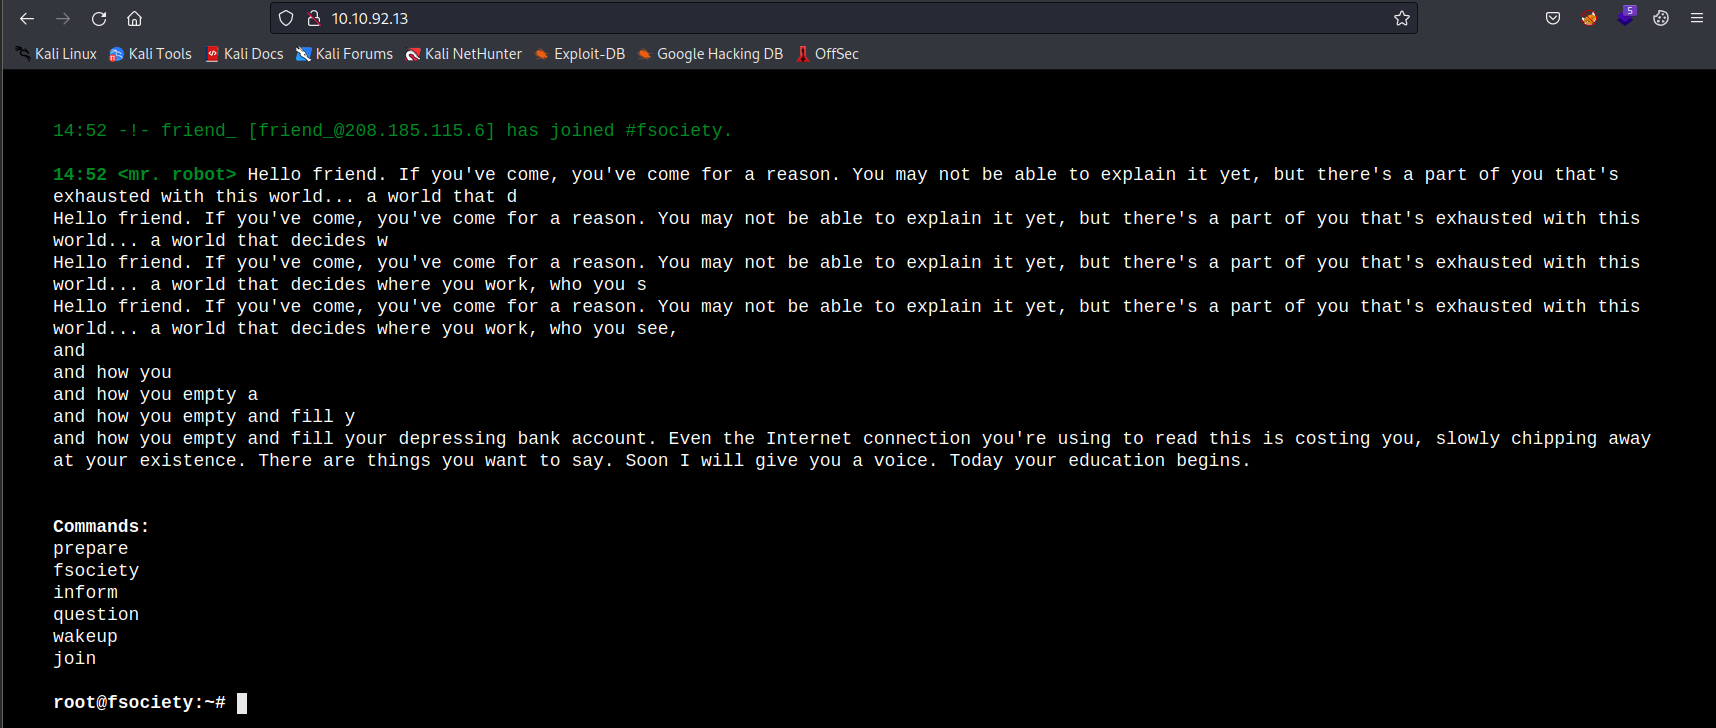 10.10.92.13
5
Kali Linux Kali Tools Kali Docs Kali Forums Kali NetHunter Exploit-DB Google Hacking DB OffSec
14:52 -!- friend_ [friend_@208.185.115.6] has joined #fsociety.
14:52 <mr. robot> Hello friend. If you've come, you've come for a reason. You may not be able to explain it yet, but there's a part of you that's
exhausted with this world... a world that d
Hello friend. If you've come, you've come for a reason. You may not be able to explain it yet, but there's a part of you that's exhausted with this
world... a world that decides w
Hello friend. If you've come, you've come for a reason. You may not be able to explain it yet, but there's a part of you that's exhausted with this
world... a world that decides where you work, who you s
Hello friend. If you've come, you've come for a reason. You may not be able to explain it yet, but there's a part of you that's exhausted with this
world... a world that decides where you work, who you see,
and
and how you
and how you empty a
and how you empty and fill y
and how you empty and fill your depressing bank account. Even the Internet connection you're using to read this is costing you, slowly chipping away
at your existence. There are things you want to say. Soon I will give you a voice. Today your education begins.
Commands:
prepare
fsociety
inform
question
wakeup
join
root@fsociety:~#